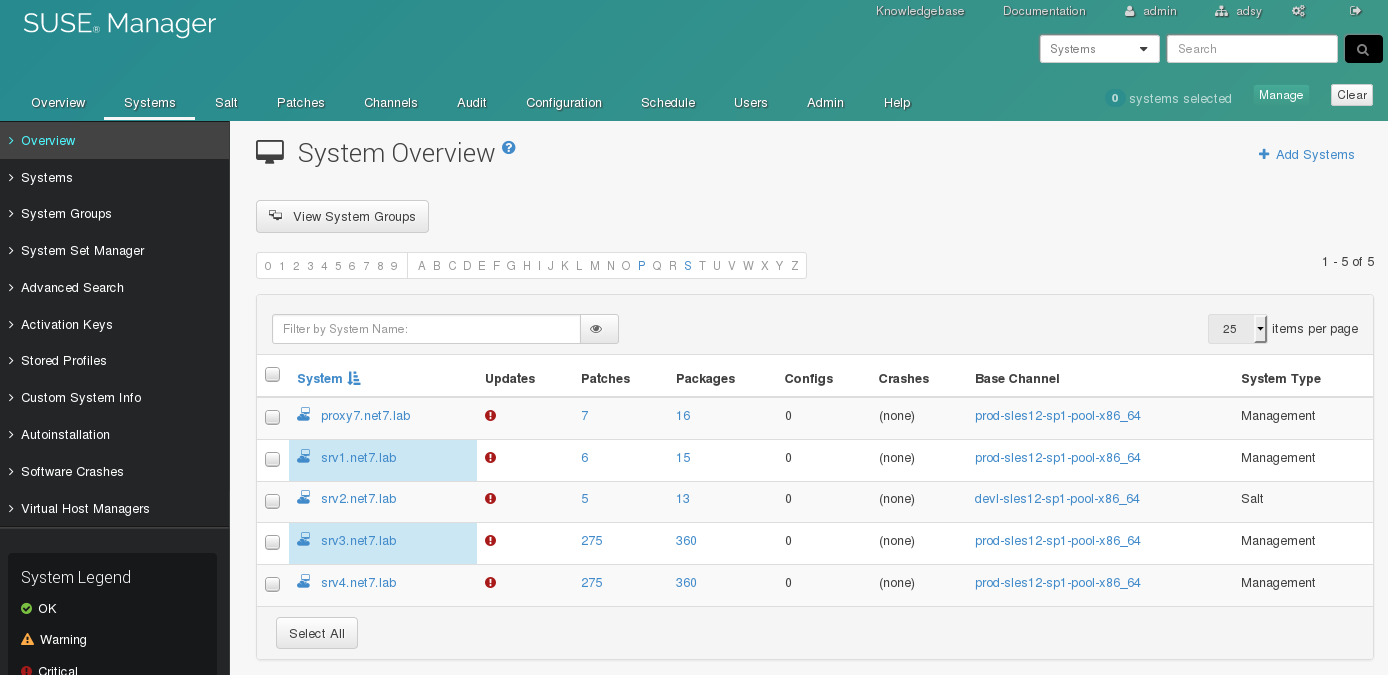 SUSE® Manager
Knowledgebase Documentation admin adsy
Systems Search
Overview Systems Salt Patches Channels Audit Configuration Schedule Users Admin Help
0 systems selected Manage Clear
Overview
Systems
System Groups
System Set Manager
Advanced Search
Activation Keys
Stored Profiles
Custom System Info
Autoinstallation
Software Crashes
Virtual Host Managers
System Legend
OK
Warning
Critical
System Overview ?
+ Add Systems
View System Groups
0 1 2 3 4 5 6 7 8 9 A B C D E F G H I J K L M N O P Q R S T U V W X Y Z
1 - 5 of 5
Filter by System Name:
25 items per page
System Updates Patches Packages Configs Crashes Base Channel System Type
proxy7.net7.lab 7 16 0 (none) prod-sles12-sp1-pool-x86_64 Management
srv1.net7.lab 6 15 0 (none) prod-sles12-sp1-pool-x86_64 Management
srv2.net7.lab 5 13 0 (none) devl-sles12-sp1-pool-x86_64 Salt
srv3.net7.lab 275 360 0 (none) prod-sles12-sp1-pool-x86_64 Management
srv4.net7.lab 275 360 0 (none) prod-sles12-sp1-pool-x86_64 Management
Select All